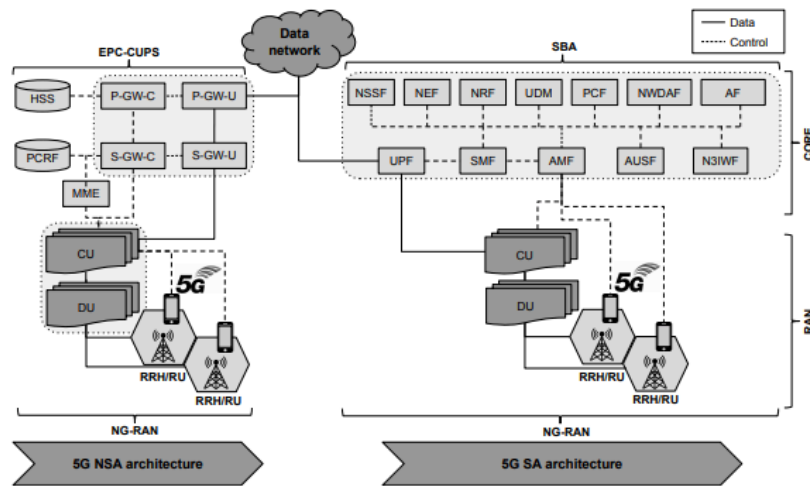 Data
network
Data
Control
EPC-CUPS
SBA
HSS
P-GW-C
P-GW-U
NSSF
NEF
NRF
UDM
PCF
NWDAF
AF
PCRF
S-GW-C
S-GW-U
UPF
SMF
AMF
AUSF
N3IWF
CORE
MME
CU
5G
DU
RRH/RU
RRH/RU
CU
5G
DU
RRH/RU
RRH/RU
RAN
NG-RAN
NG-RAN
5G NSA architecture
5G SA architecture